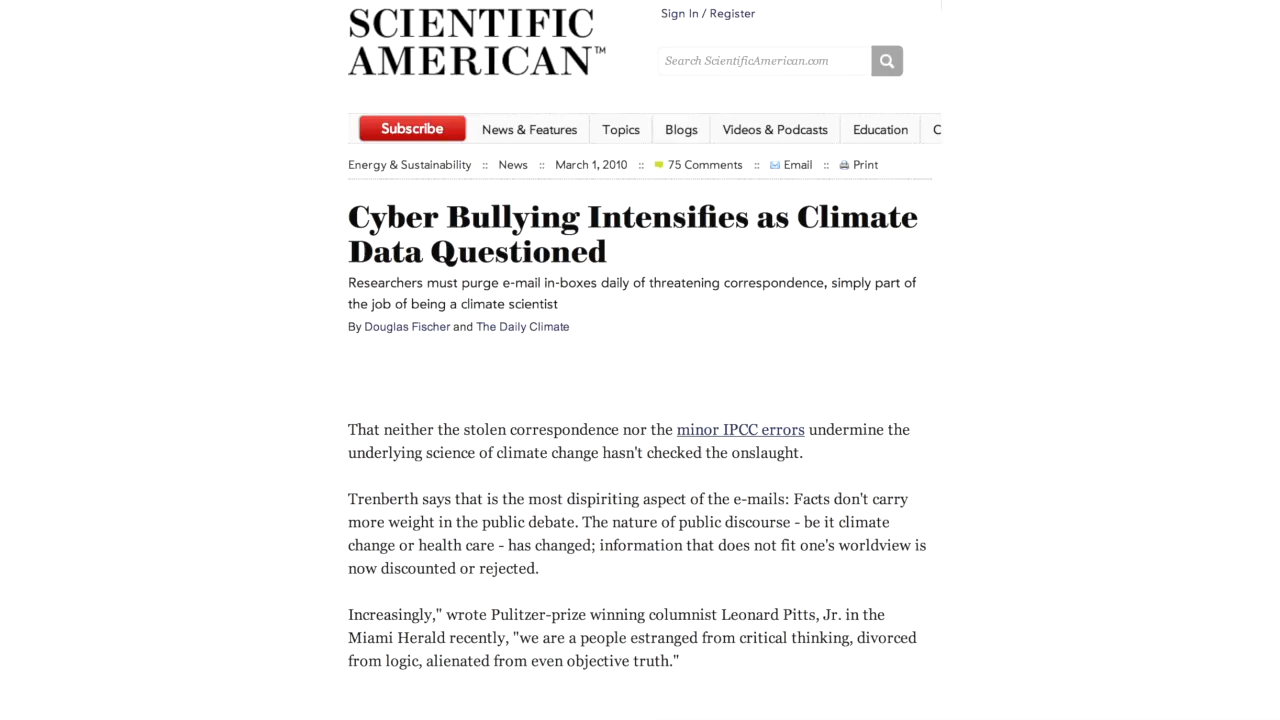 SCIENTIFIC
AMERICAN™
Sign In / Register
Search ScientificAmerican.com
Subscribe News & Features Topics Blogs Videos & Podcasts Education C
Energy & Sustainability :: News :: March 1, 2010 :: 75 Comments :: Email :: Print
Cyber Bullying Intensifies as Climate
Data Questioned
Researchers must purge e-mail in-boxes daily of threatening correspondence, simply part of
the job of being a climate scientist
By Douglas Fischer and The Daily Climate
That neither the stolen correspondence nor the minor IPCC errors undermine the
underlying science of climate change hasn't checked the onslaught.
Trenberth says that is the most dispiriting aspect of the e-mails: Facts don't carry
more weight in the public debate. The nature of public discourse - be it climate
change or health care - has changed; information that does not fit one's worldview is
now discounted or rejected.
Increasingly," wrote Pulitzer-prize winning columnist Leonard Pitts, Jr. in the
Miami Herald recently, "we are a people estranged from critical thinking, divorced
from logic, alienated from even objective truth."